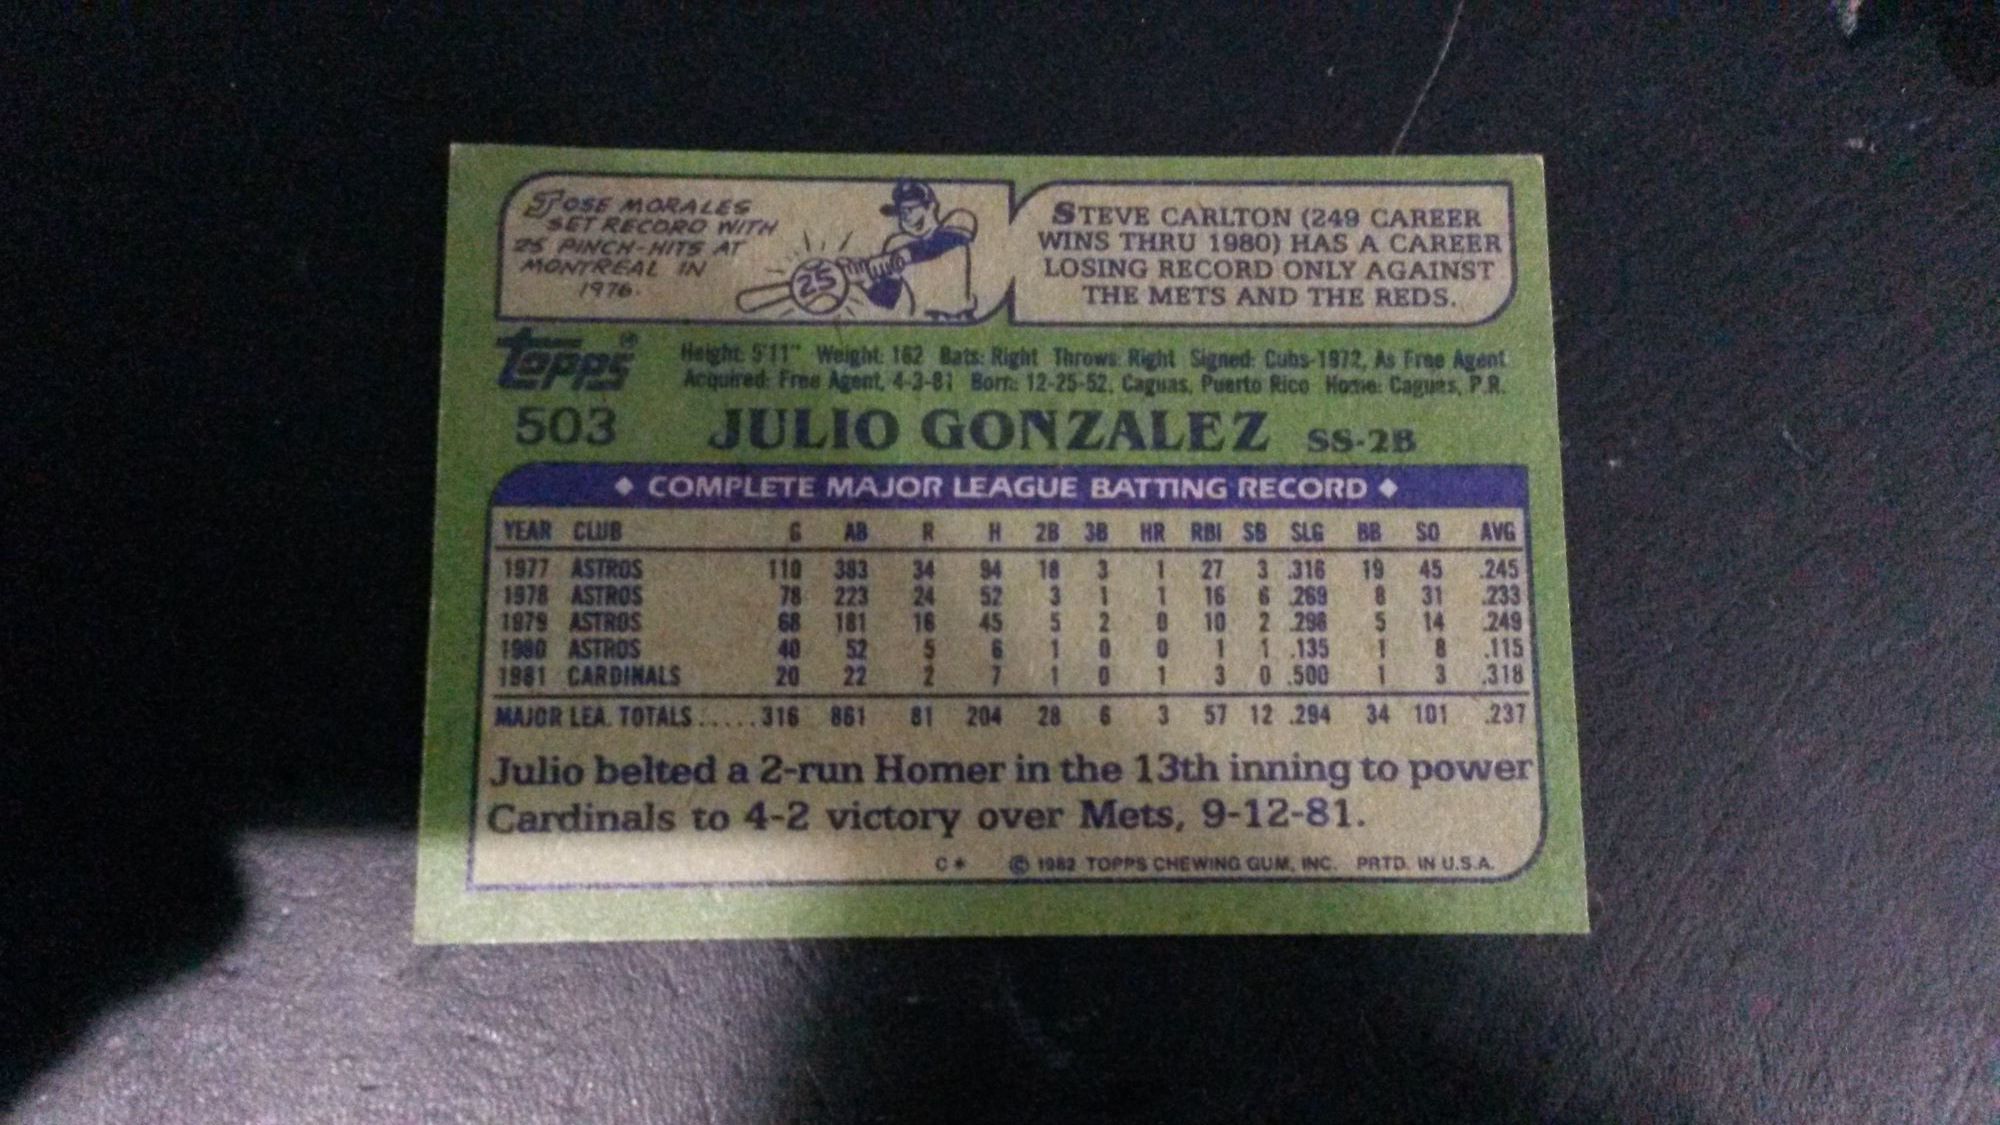 JOSE MORALES
SET RECORD WITH
25 PINCH-HITS AT
MONTREAL IN
1976.
25
STEVE CARLTON (249 CAREER
WINS THRU 1980) HAS A CAREER
LOSING RECORD ONLY AGAINST
THE METS AND THE REDS.
topps®
Height: 5'11" Weight: 162 Bats: Right Throws: Right Signed: Cubs-1972, As Free Agent
Acquired: Free Agent, 4-3-81 Born: 12-25-52, Caguas, Puerto Rico Home: Caguas, P.R.
503 JULIO GONZALEZ SS-2B
◆ COMPLETE MAJOR LEAGUE BATTING RECORD ◆
YEAR CLUB G AB R H 2B 3B HR RBI SB SLG BB SO AVG
1977 ASTROS 110 383 34 94 18 3 1 27 3 .316 19 45 .245
1978 ASTROS 78 223 24 52 3 1 1 16 6 .269 8 31 .233
1979 ASTROS 68 181 16 45 5 2 0 10 2 .298 5 14 .249
1980 ASTROS 40 52 5 6 1 0 0 1 1 .135 1 8 .115
1981 CARDINALS 20 22 2 7 1 0 1 3 0 .500 1 3 .318
MAJOR LEA. TOTALS......316 861 81 204 28 6 3 57 12 .294 34 101 .237
Julio belted a 2-run Homer in the 13th inning to power
Cardinals to 4-2 victory over Mets, 9-12-81.
C* © 1982 TOPPS CHEWING GUM, INC. PRTD. IN U.S.A.